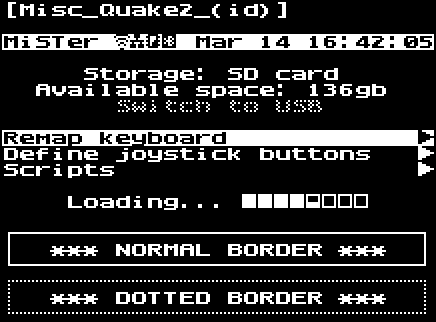 [Misc_Quake2_(id)]
MiSTer Mar 14 16:42:05
Storage: SD card
Available space: 136gb
Switch to USB
Remap keyboard
Define joystick buttons
Scripts
Loading...
*** NORMAL BORDER ***
*** DOTTED BORDER ***